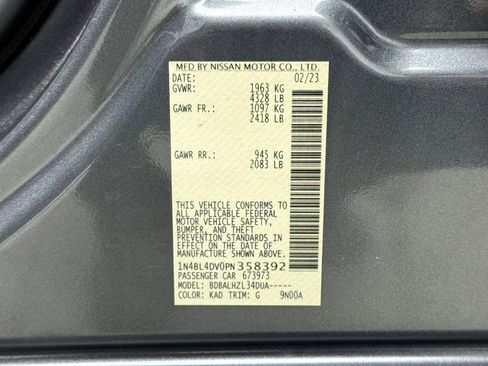 MFD BY NISSAN MOTOR CO., LTD.
DATE: 02/23
GVWR: 1963 KG
4328 LB
GAWR FR.: 1097 KG
2418 LB
GAWR RR.: 945 KG
2083 LB
THIS VEHICLE CONFORMS TO
ALL APPLICABLE FEDERAL
MOTOR VEHICLE SAFETY,
BUMPER, AND THEFT
PREVENTION STANDARDS IN
EFFECT ON THE DATE OF
MANUFACTURE SHOWN ABOVE.
1N4BL4DV0PN358392
PASSENGER CAR 673973
MODEL: BDBALHZL34DUA-----
COLOR: KAD TRIM: G 9N00A